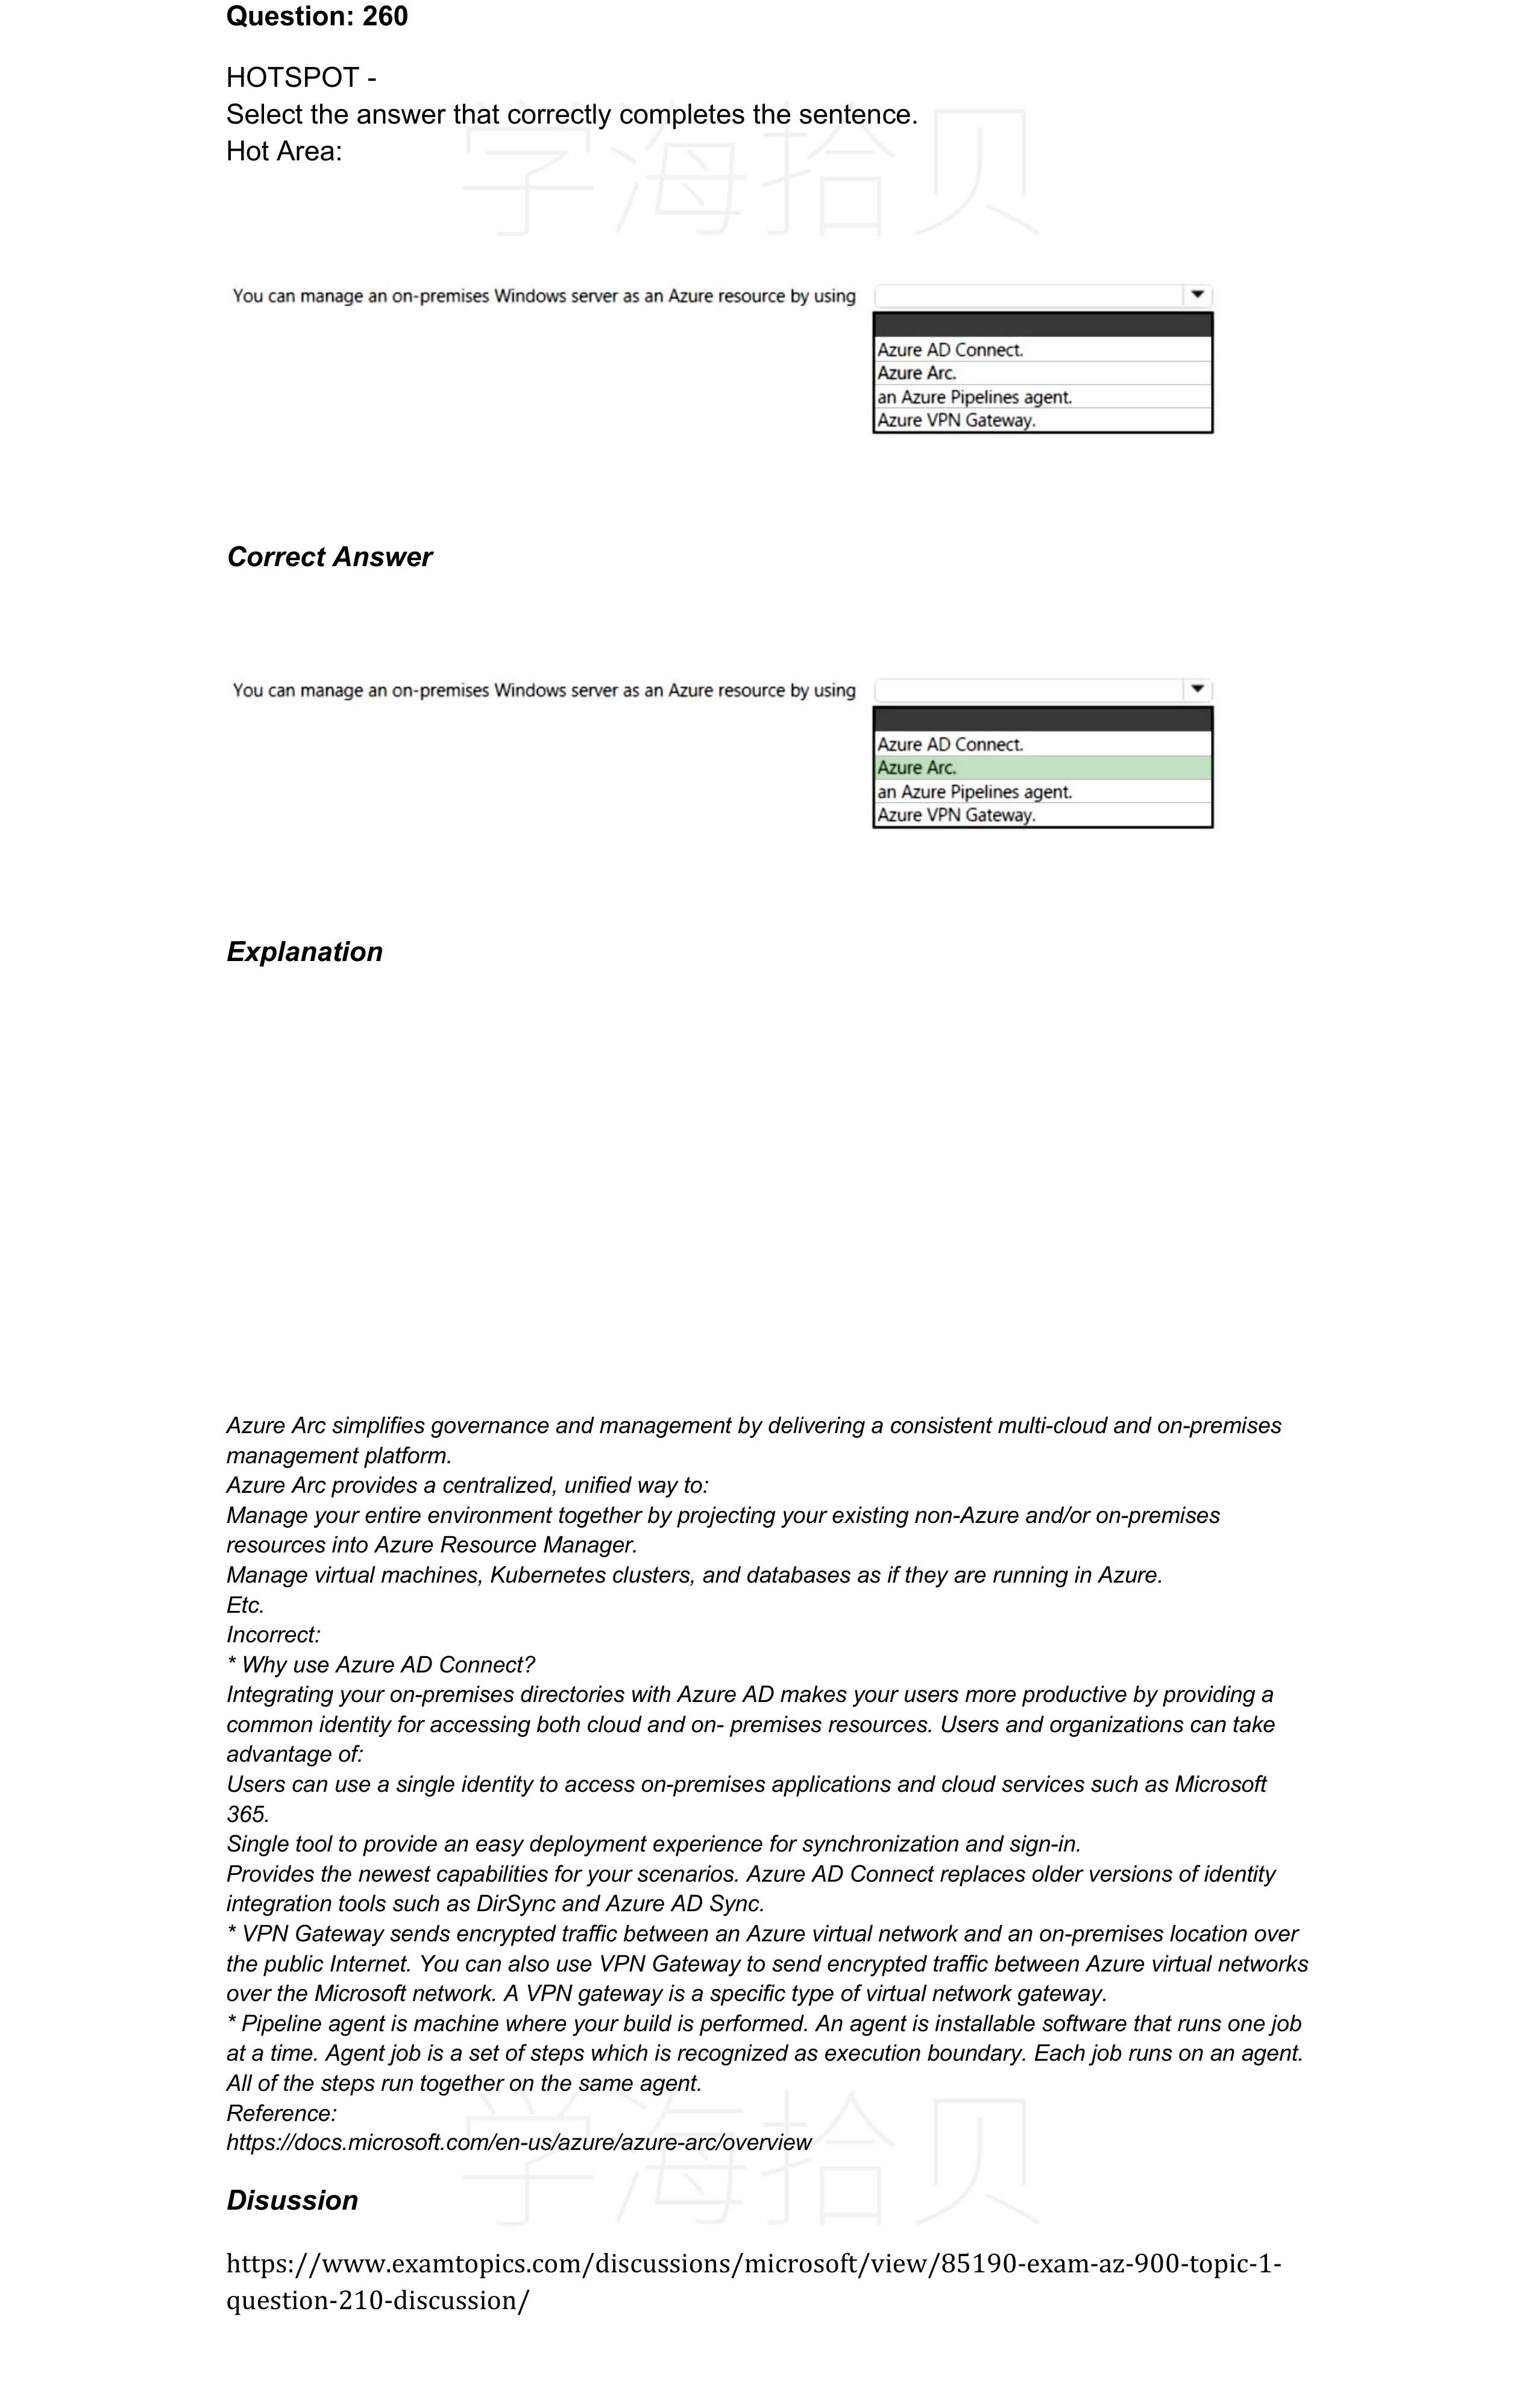 Question: 260
HOTSPOT -
Select the answer that correctly completes the sentence.
Hot Area:
学海拾贝
You can manage an on-premises Windows server as an Azure resource by using
Azure AD Connect.
Azure Arc.
an Azure Pipelines agent.
Azure VPN Gateway.
Correct Answer
You can manage an on-premises Windows server as an Azure resource by using
Azure AD Connect.
Azure Arc.
an Azure Pipelines agent.
Azure VPN Gateway.
Explanation
Azure Arc simplifies governance and management by delivering a consistent multi-cloud and on-premises
management platform.
Azure Arc provides a centralized, unified way to:
Manage your entire environment together by projecting your existing non-Azure and/or on-premises
resources into Azure Resource Manager.
Manage virtual machines, Kubernetes clusters, and databases as if they are running in Azure.
Etc.
Incorrect:
* Why use Azure AD Connect?
Integrating your on-premises directories with Azure AD makes your users more productive by providing a
common identity for accessing both cloud and on- premises resources. Users and organizations can take
advantage of:
Users can use a single identity to access on-premises applications and cloud services such as Microsoft
365.
Single tool to provide an easy deployment experience for synchronization and sign-in.
Provides the newest capabilities for your scenarios. Azure AD Connect replaces older versions of identity
integration tools such as DirSync and Azure AD Sync.
* VPN Gateway sends encrypted traffic between an Azure virtual network and an on-premises location over
the public Internet. You can also use VPN Gateway to send encrypted traffic between Azure virtual networks
over the Microsoft network. A VPN gateway is a specific type of virtual network gateway.
* Pipeline agent is machine where your build is performed. An agent is installable software that runs one job
at a time. Agent job is a set of steps which is recognized as execution boundary. Each job runs on an agent.
All of the steps run together on the same agent.
Reference:
https://docs.microsoft.com/en-us/azure/azure-arc/overview
学海拾贝
Disussion
https://www.examtopics.com/discussions/microsoft/view/85190-exam-az-900-topic-1-
question-210-discussion/